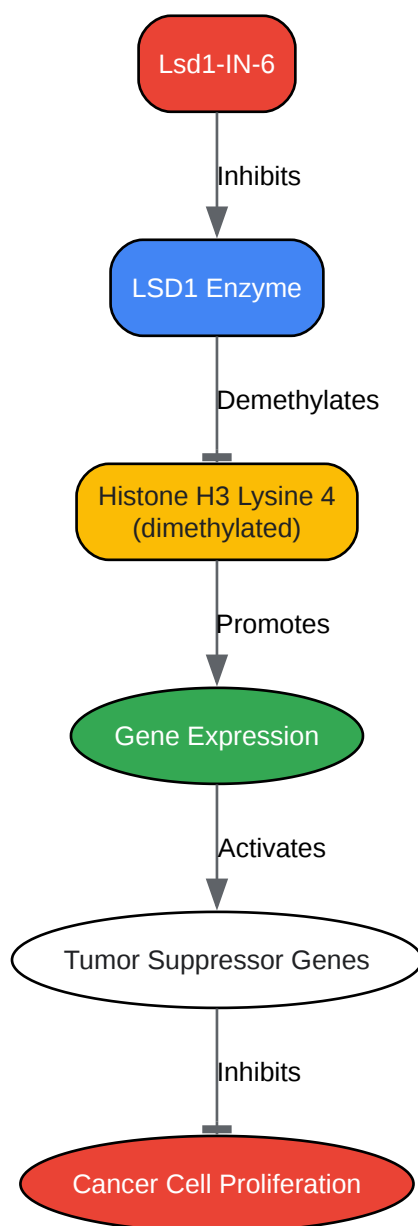 Lsd1-IN-6
Inhibits
LSD1 Enzyme
Demethylates
Histone H3 Lysine 4
(dimethylated)
Promotes
Gene Expression
Activates
Tumor Suppressor Genes
Inhibits
Cancer Cell Proliferation